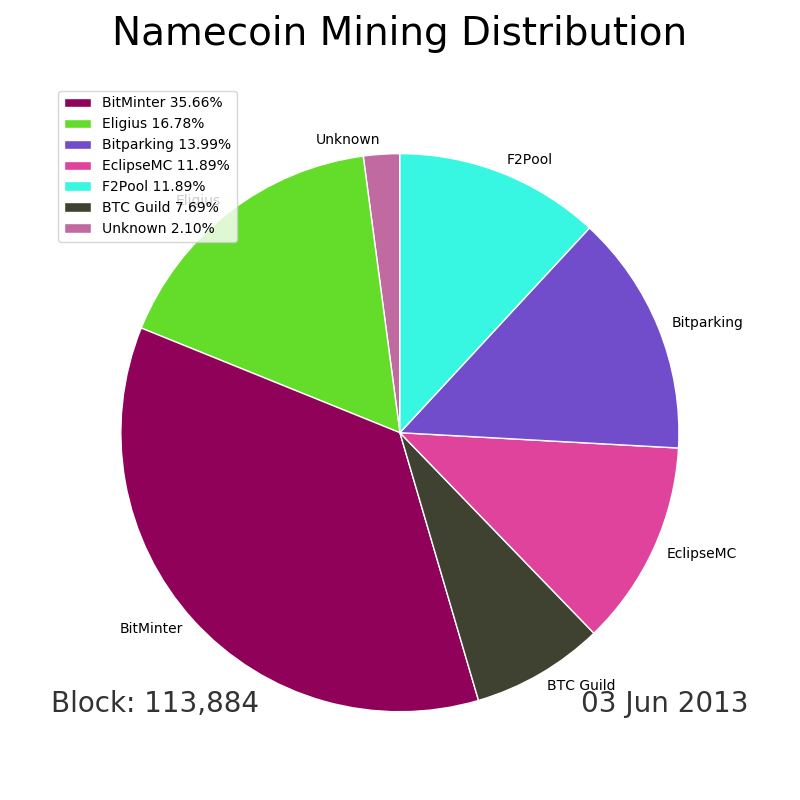 Namecoin Mining Distribution
BitMinter 35.66%
Eligius 16.78%
Bitparking 13.99%
EclipseMC 11.89%
F2Pool 11.89%
BTC Guild 7.69%
Unknown 2.10%
Unknown
F2Pool
Eligius
Bitparking
EclipseMC
BitMinter
BTC Guild
Block: 113,884
03 Jun 2013